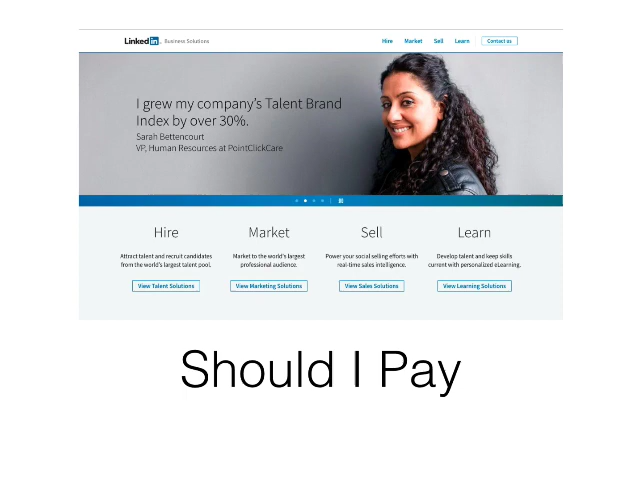 LinkedIn Business Solutions
Hire Market Sell Learn Contact us
I grew my company's Talent Brand
Index by over 30%.
Sarah Bettencourt
VP, Human Resources at PointClickCare
Hire
Attract talent and recruit candidates
from the world's largest talent pool.
View Talent Solutions
Market
Market to the world's largest
professional audience.
View Marketing Solutions
Sell
Power your social selling efforts with
real-time sales intelligence.
View Sales Solutions
Learn
Develop talent and keep skills
current with personalized eLearning.
View Learning Solutions
Should I Pay